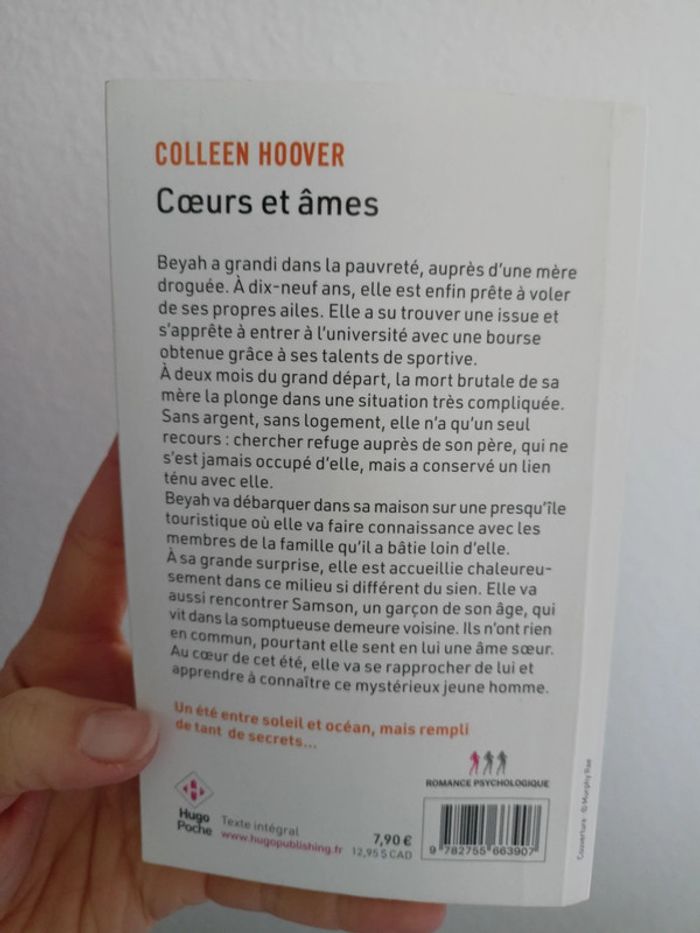 COLLEEN HOOVER
Cœurs et âmes
Beyah a grandi dans la pauvreté, auprès d'une mère
droguée. À dix-neuf ans, elle est enfin prête à voler
de ses propres ailes. Elle a su trouver une issue et
s'apprête à entrer à l'université avec une bourse
obtenue grâce à ses talents de sportive.
À deux mois du grand départ, la mort brutale de sa
mère la plonge dans une situation très compliquée.
Sans argent, sans logement, elle n'a qu'un seul
recours : chercher refuge auprès de son père, qui ne
s'est jamais occupé d'elle, mais a conservé un lien
ténu avec elle.
Beyah va débarquer dans sa maison sur une presqu'île
touristique où elle va faire connaissance avec les
membres de la famille qu'il a bâtie loin d'elle.
À sa grande surprise, elle est accueillie chaleureu-
sement dans ce milieu si différent du sien. Elle va
aussi rencontrer Samson, un garçon de son âge, qui
vit dans la somptueuse demeure voisine. Ils n'ont rien
en commun, pourtant elle sent en lui une âme sœur.
Au cœur de cet été, elle va se rapprocher de lui et
apprendre à connaître ce mystérieux jeune homme.
Un été entre soleil et océan, mais rempli
de tant de secrets...
ROMANCE PSYCHOLOGIQUE
Hugo
Poche
Texte intégral
www.hugopublishing.fr
7,90 €
12,95 $ CAD
9 782755 663907
Couverture : © Murphy Rae